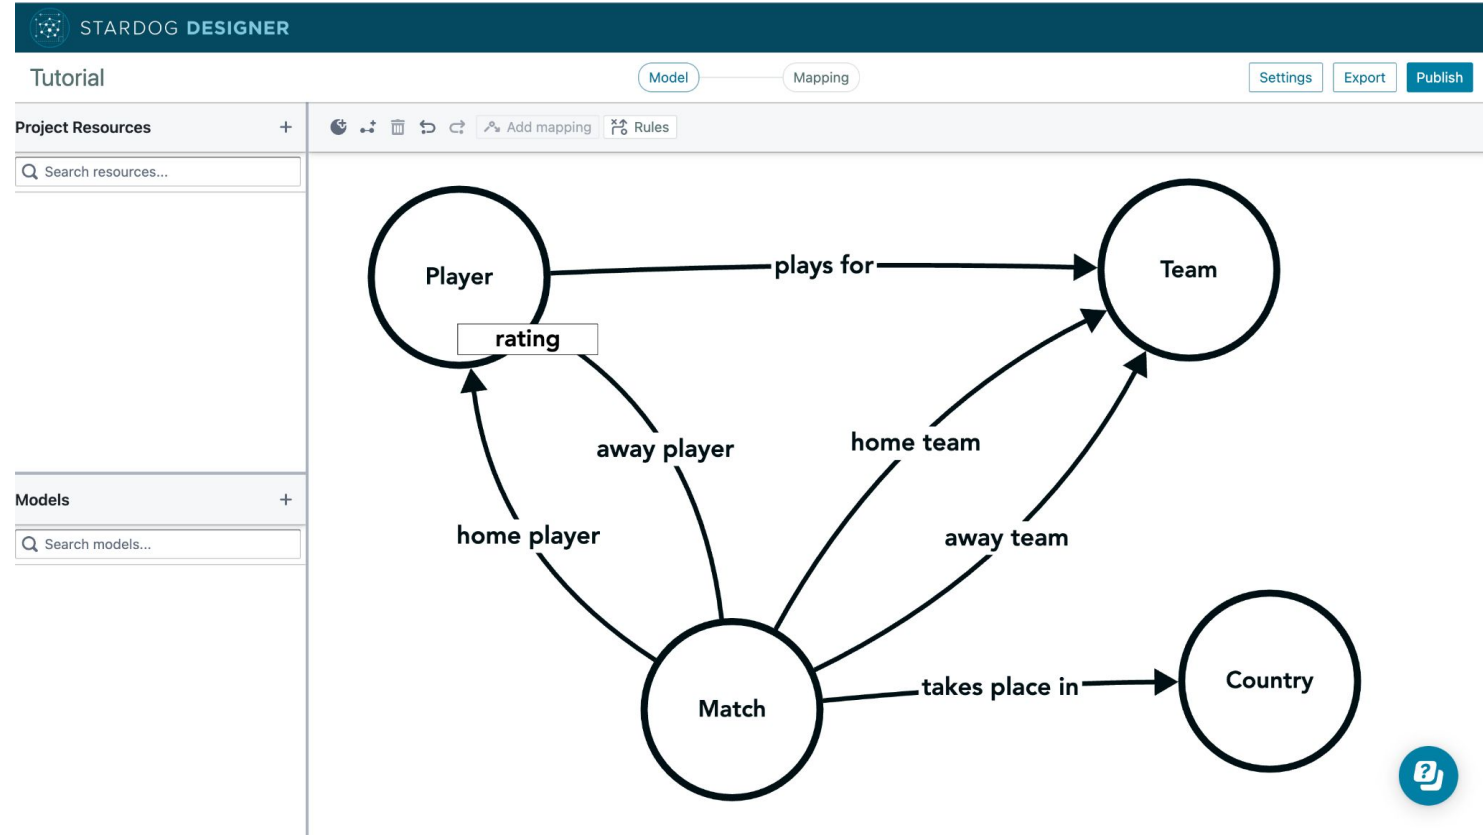 STARDOG DESIGNER
Tutorial
Model
Mapping
Settings
Export
Publish
Project Resources
Add mapping
Rules
Search resources...
Player
plays for
Team
rating
away player
home team
home player
away team
Models
Search models...
Match
takes place in
Country